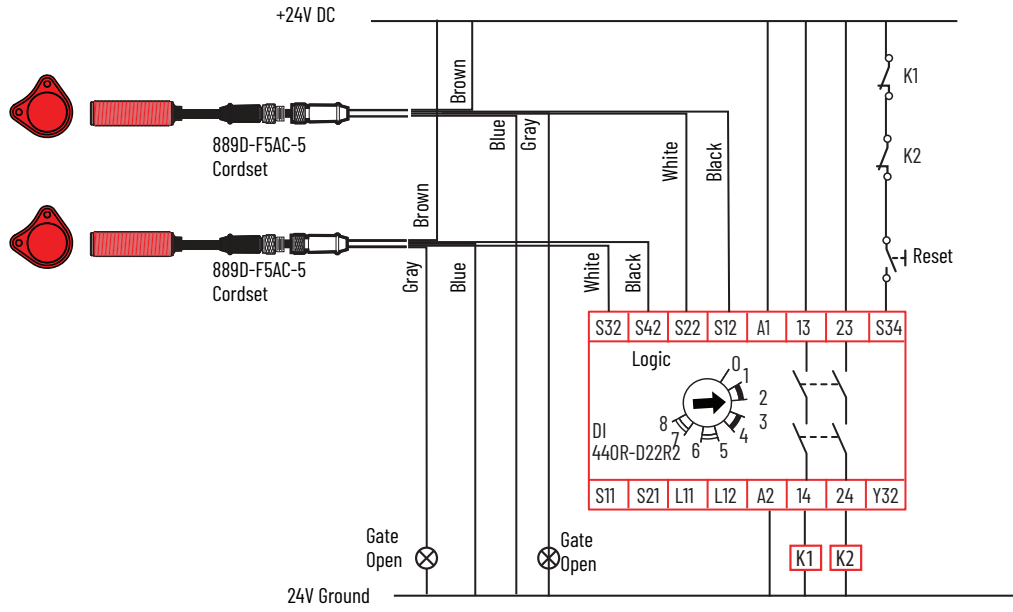 +24V DC
K1
Brown
889D-F5AC-5
Cordset
Blue
Gray
White
Black
K2
Brown
889D-F5AC-5
Cordset
Gray
Blue
White
Black
Reset
S32 S42 S22 S12 A1 13 23 S34
Logic
0
1
2
3
4
5
6
7
8
DI
440R-D22R2
S11 S21 L11 L12 A2 14 24 Y32
Gate
Open
Gate
Open
K1 K2
24V Ground